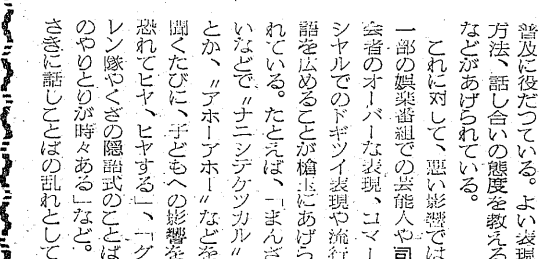 普及に役だつている。よい表現
方法、話し合いの態度を教える
などがあげられている。
これに対して、悪い影響では
一部の娯楽番組での芸能人や司
会者のオーバーな表現、コマー
シヤルでのドギツイ表現や流行
語を広めることが槍玉にあげら
れている。たとえば、「まんざ
いなどで〃ナニシテケツカル〃
とか、〃アホーアホー〃などを
聞くたびに、子どもへの影響を
恐れてヒヤ、ヒヤする」、「グ
レン隊やくざの隠語式のことば
のやりとりが時々ある」など。
さきに話しことばの乱れとして